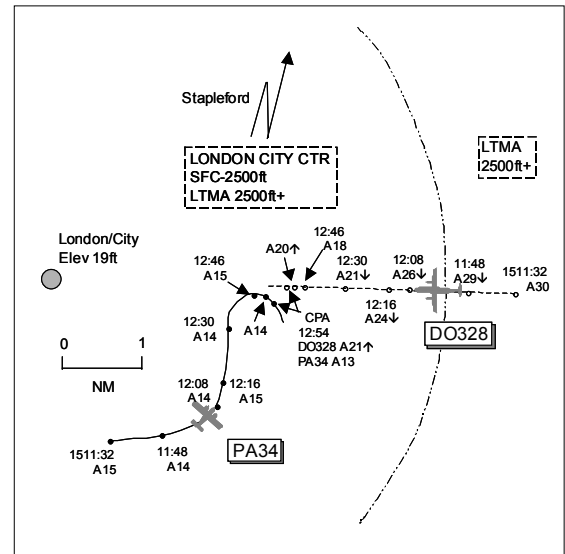 Stapleford
LONDON CITY CTR
SFC-2500ft
LTMA 2500ft+
LTMA
2500ft+
London/City
Elev 19ft
12:46
A15
A20↑
12:46
A18
12:30
A21↓
12:08
A26↓
11:48
A29↓
1511:32
A30
12:16
A24↓
DO328
12:30
A14
A14
CPA
12:54
DO328 A21↑
PA34 A13
0
1
NM
12:08
A14
12:16
A15
1511:32
A15
11:48
A14
PA34